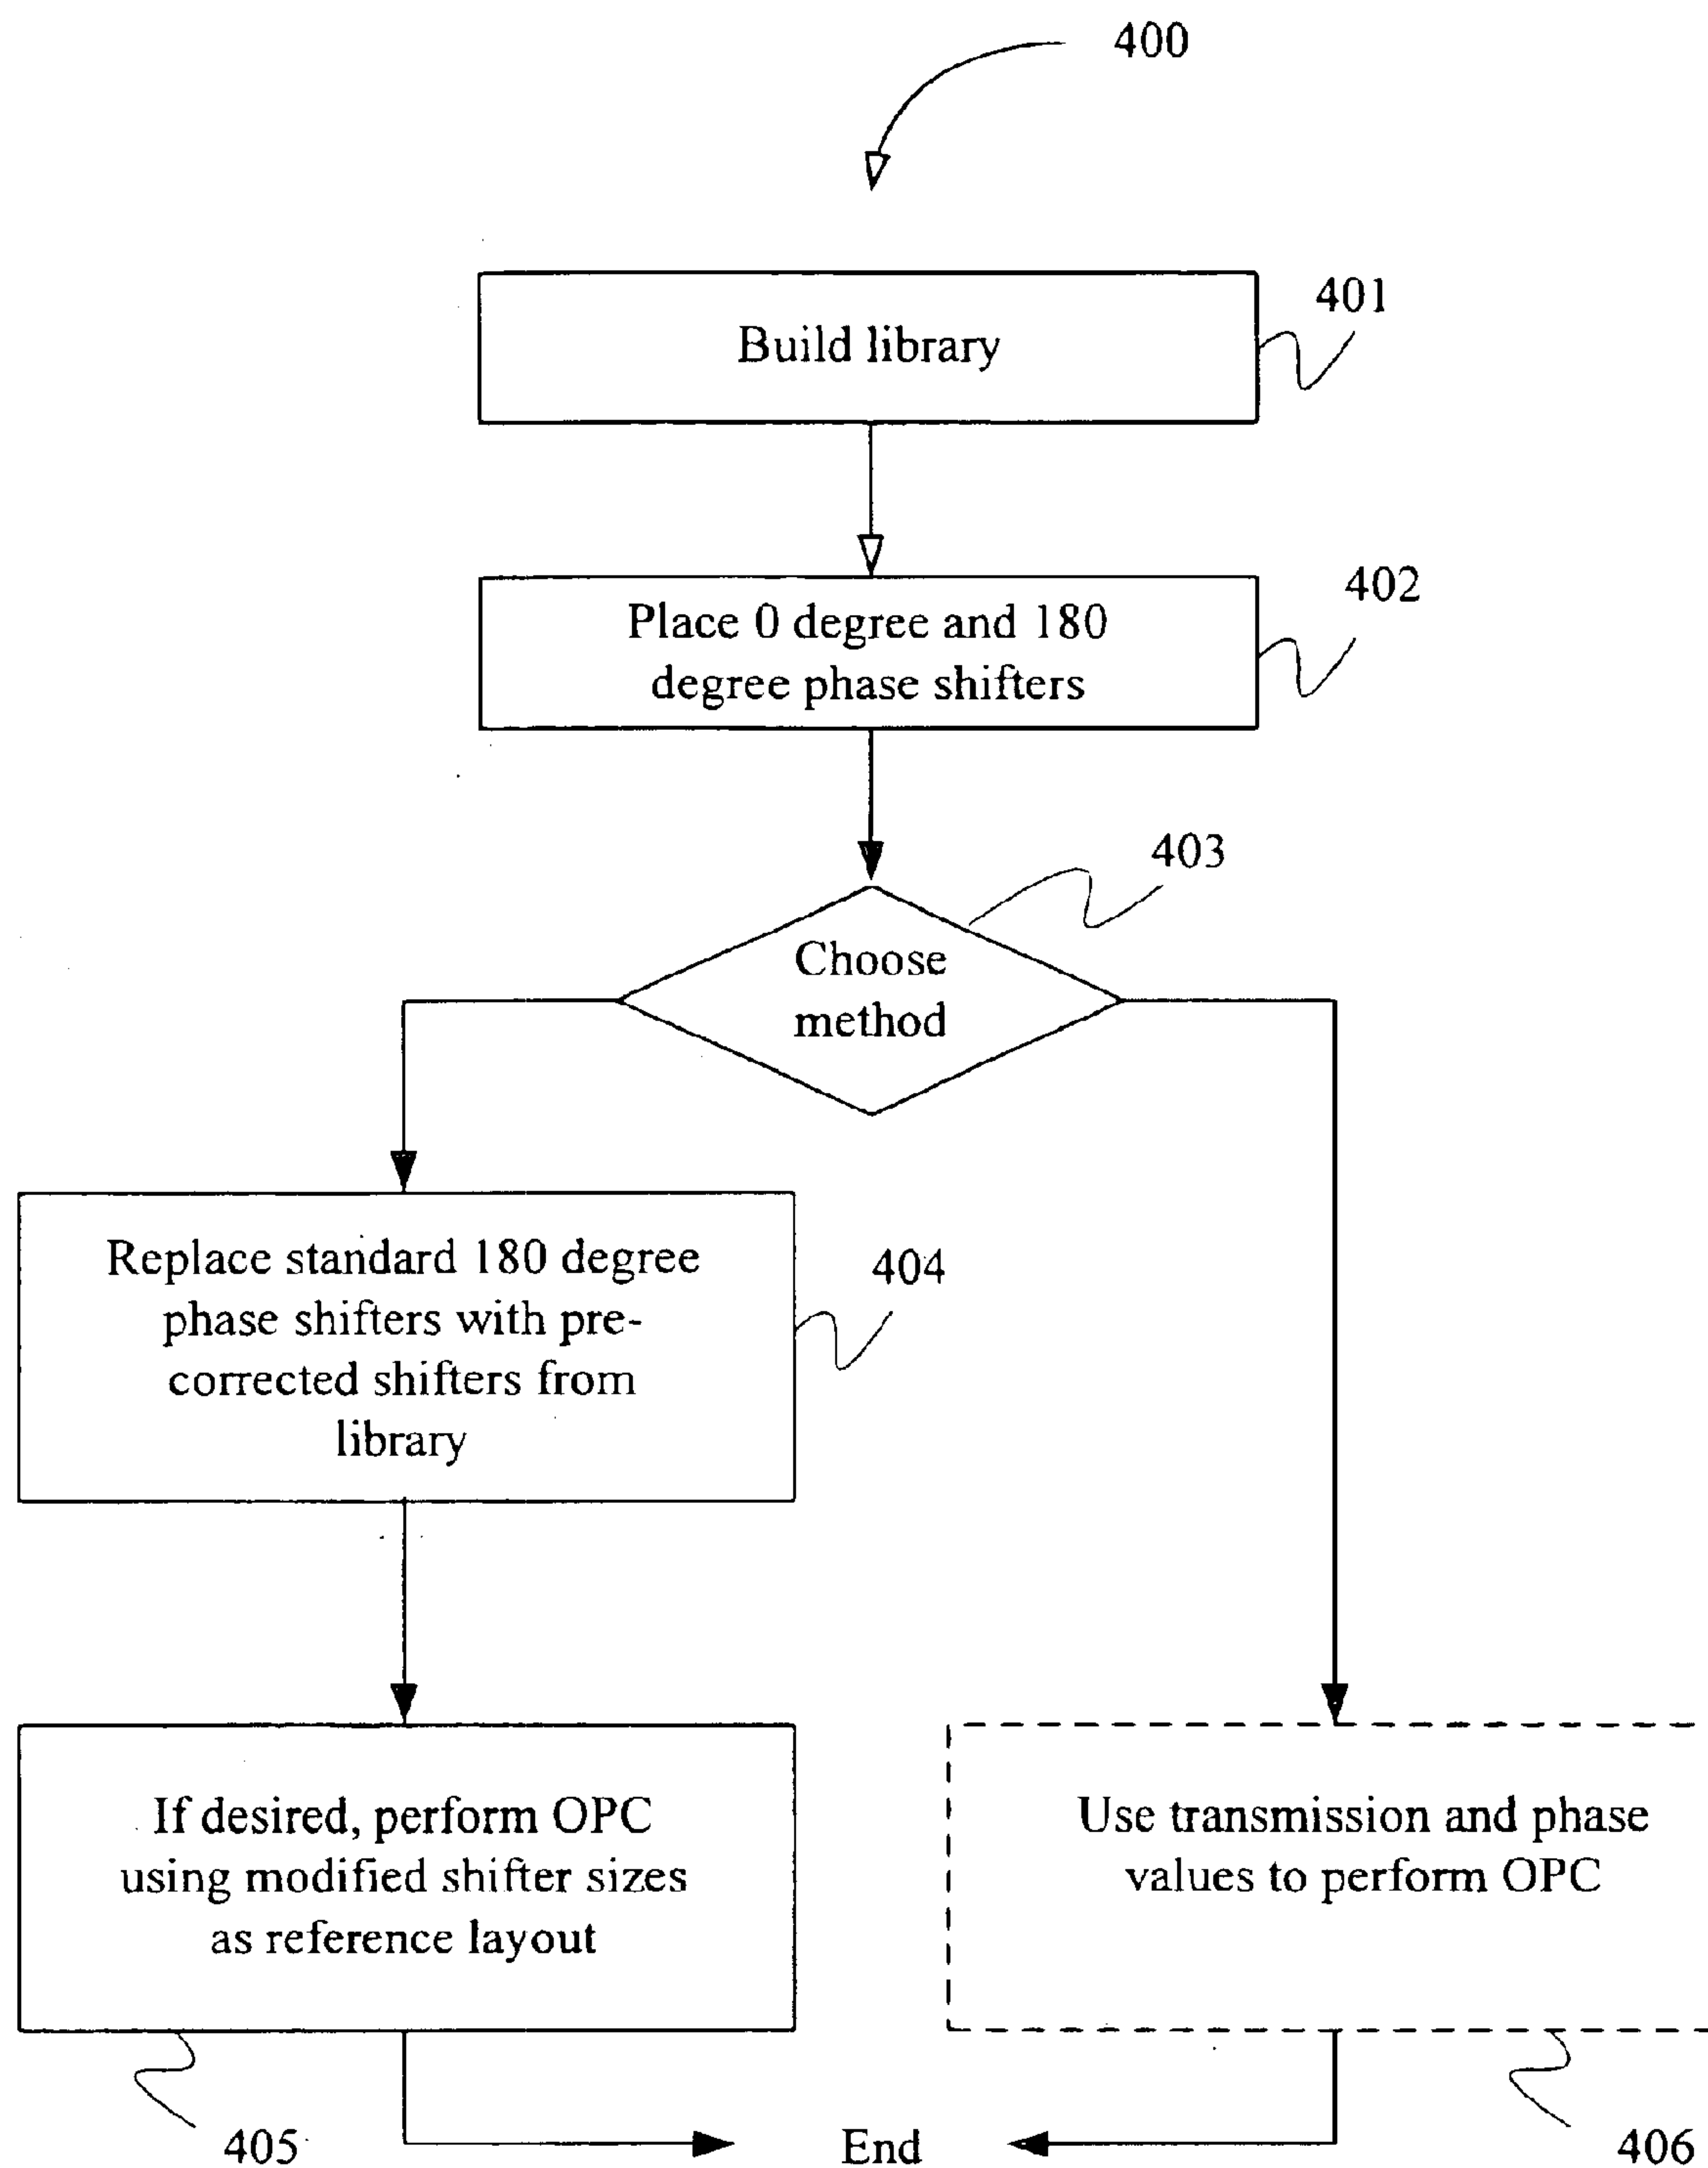 400
Build library
401
Place 0 degree and 180
degree phase shifters
402
Choose
method
403
Replace standard 180 degree
phase shifters with pre-
corrected shifters from
library
404
If desired, perform OPC
using modified shifter sizes
as reference layout
405
Use transmission and phase
values to perform OPC
406
End